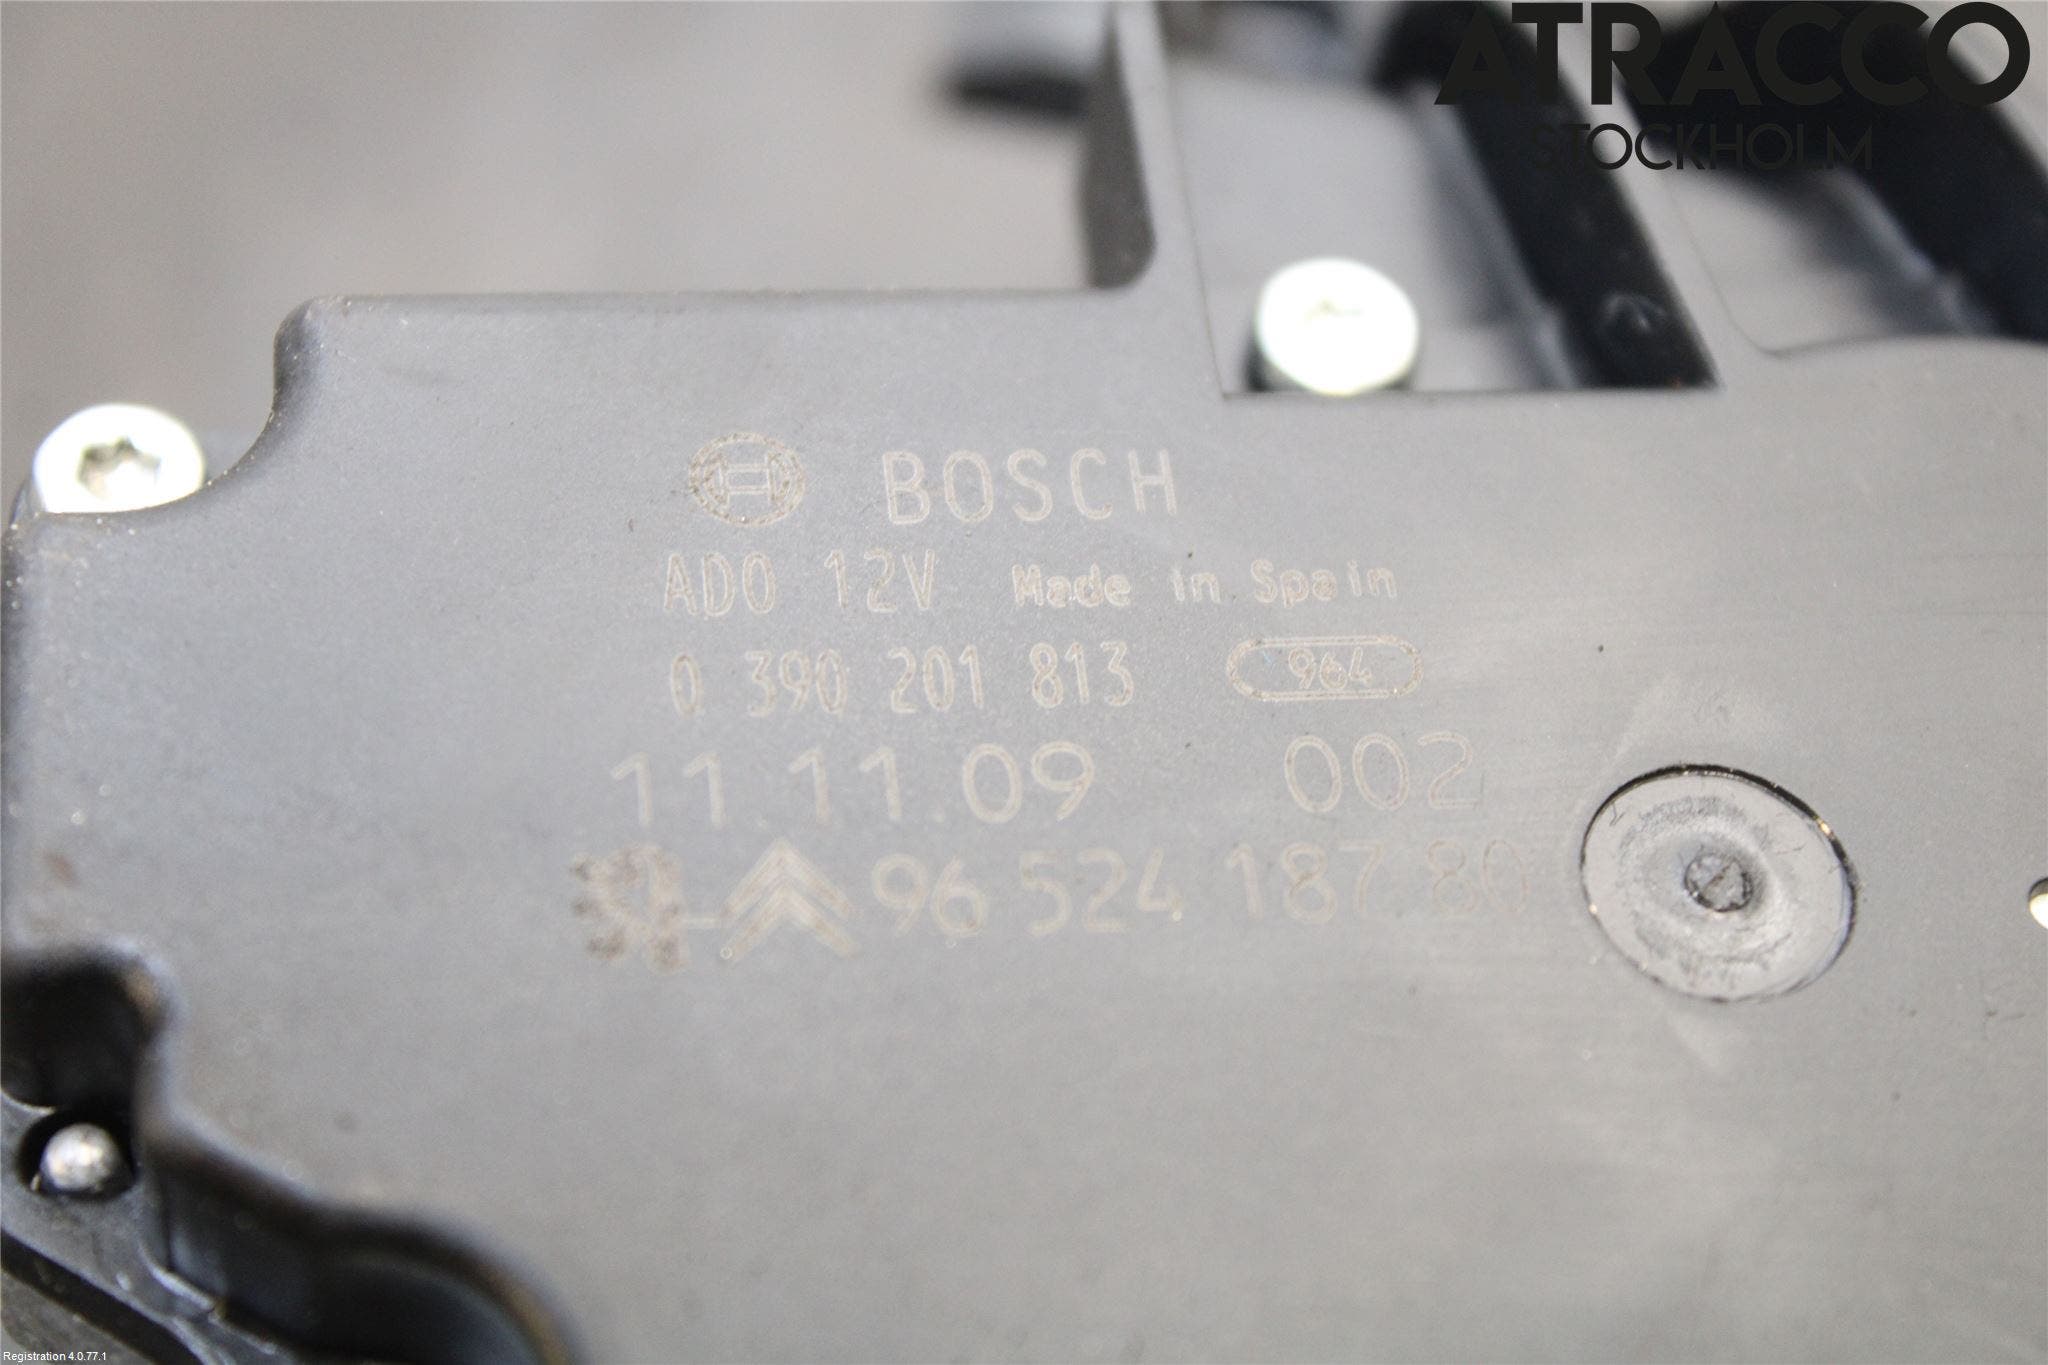 ATRACCO
STOCKHOLM
BOSCH
AD0 12V Made in Spain
0 390 201 813 964
11.11.09 002
96 524 187 80
Registration 4.0.77.1